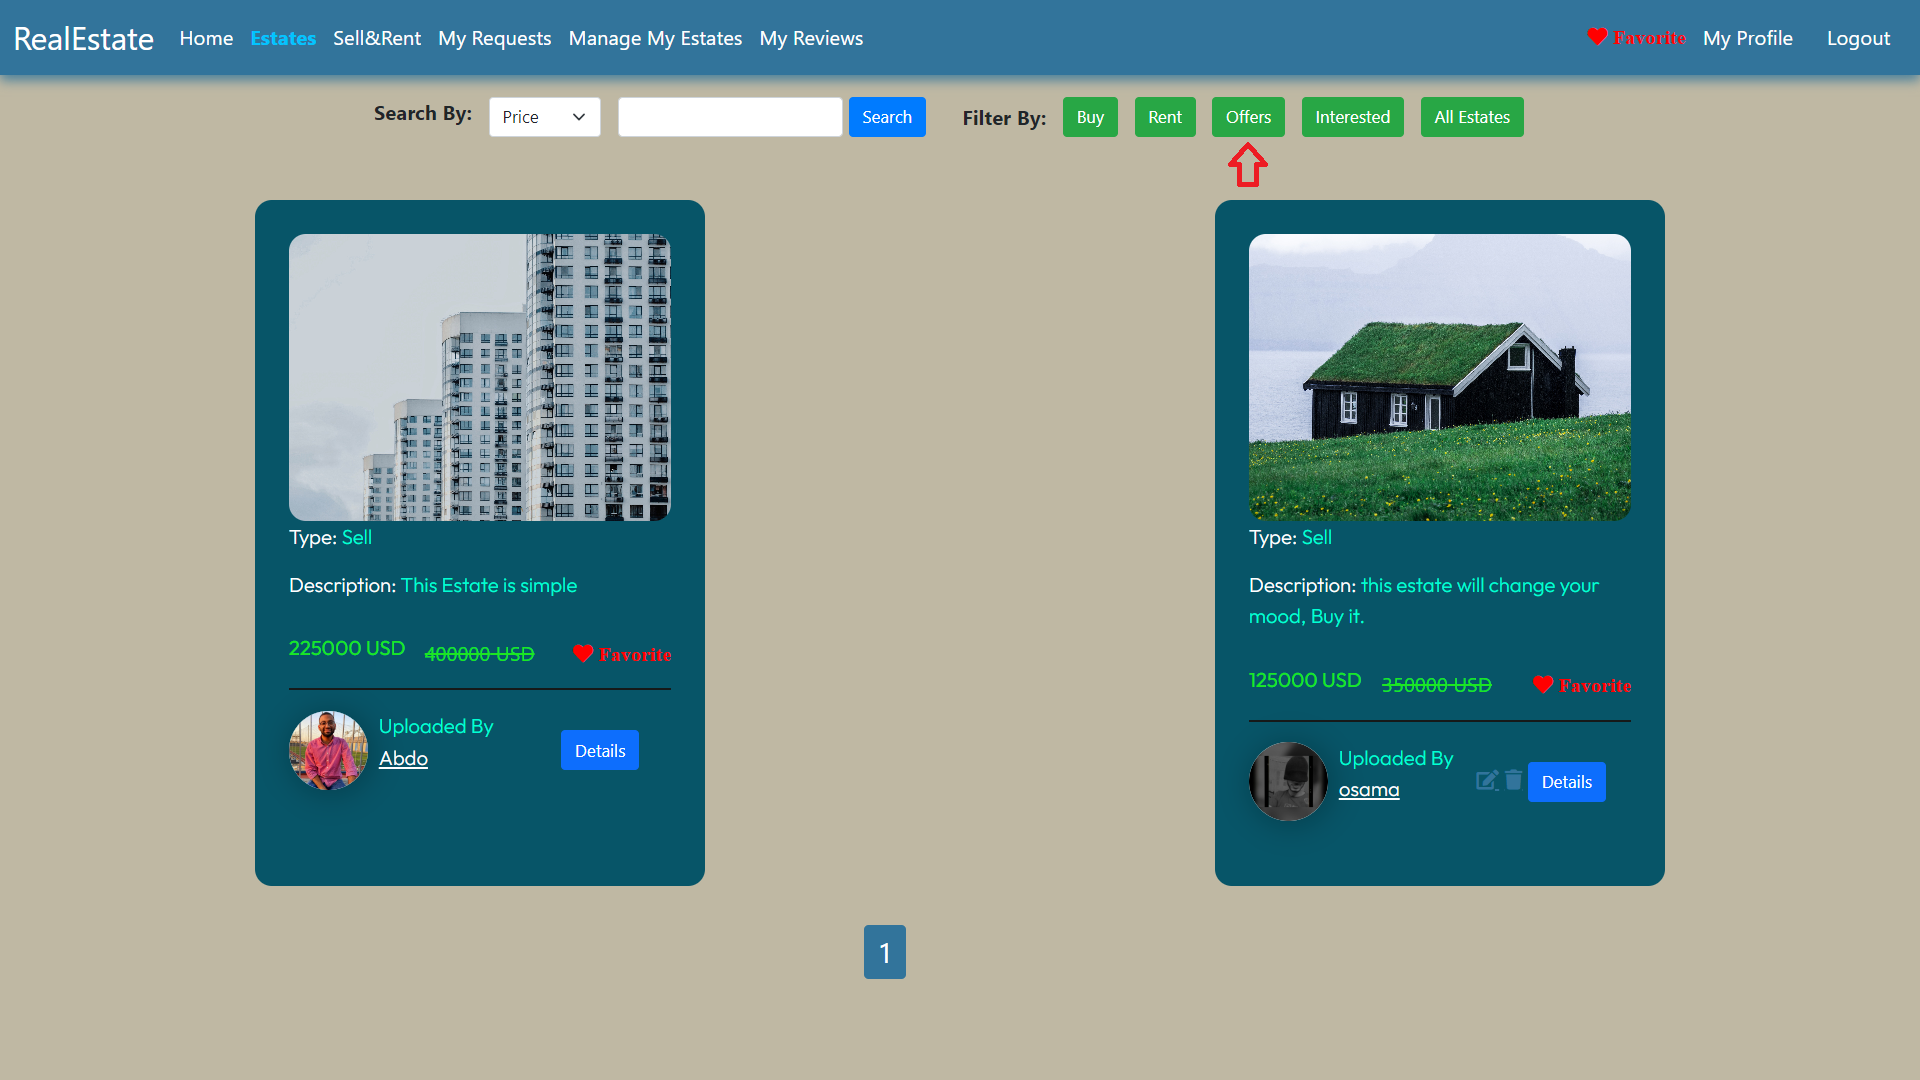 RealEstate Home Estates Sell&Rent My Requests Manage My Estates My Reviews Favorite My Profile Logout
Search By: Price Search Filter By: Buy Rent Offers Interested All Estates
Type: Sell
Description: This Estate is simple
225000 USD 400000 USD Favorite
Uploaded By
Abdo
Details
Type: Sell
Description: this estate will change your
mood, Buy it.
125000 USD 350000 USD Favorite
Uploaded By
osama
Details
1